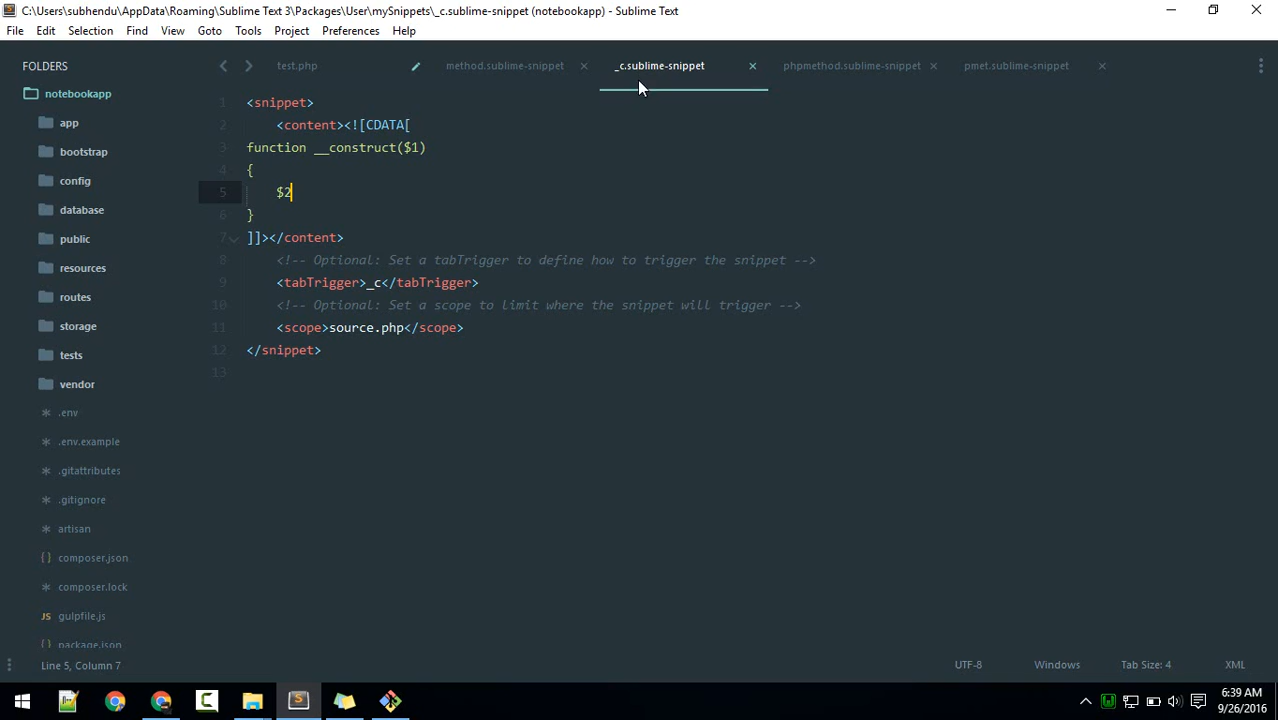 C:\Users\subhendu\AppData\Roaming\Sublime Text 3\Packages\User\mySnippets\_c.sublime-snippet (notebookapp) - Sublime Text
File Edit Selection Find View Goto Tools Project Preferences Help
FOLDERS
notebookapp
app
bootstrap
config
database
public
resources
routes
storage
tests
vendor
.env
.env.example
.gitattributes
.gitignore
artisan
composer.json
composer.lock
JS gulpfile.js
package.json
test.php method.sublime-snippet _c.sublime-snippet phpmethod.sublime-snippet pmet.sublime-snippet
1 <snippet>
2 <content><![CDATA[
3 function __construct($1)
4 {
5 $2
6 }
7 ]]></content>
8 <!-- Optional: Set a tabTrigger to define how to trigger the snippet -->
9 <tabTrigger>_c</tabTrigger>
10 <!-- Optional: Set a scope to limit where the snippet will trigger -->
11 <scope>source.php</scope>
12 </snippet>
13
Line 5, Column 7 UTF-8 Windows Tab Size: 4 XML
6:39 AM
9/26/2016